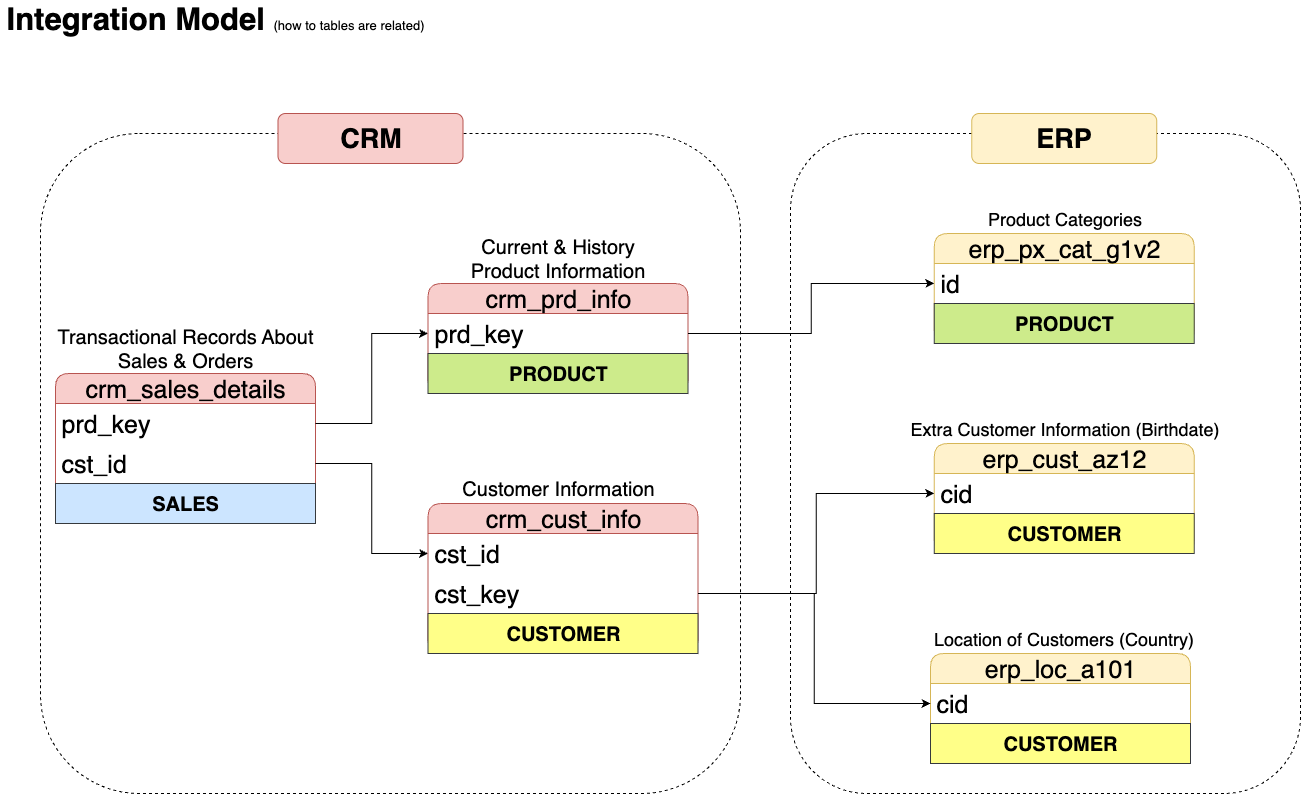 Integration Model (how to tables are related)
CRM
ERP
Transactional Records About
Sales & Orders
crm_sales_details
prd_key
cst_id
SALES
Current & History
Product Information
crm_prd_info
prd_key
PRODUCT
Customer Information
crm_cust_info
cst_id
cst_key
CUSTOMER
Product Categories
erp_px_cat_g1v2
id
PRODUCT
Extra Customer Information (Birthdate)
erp_cust_az12
cid
CUSTOMER
Location of Customers (Country)
erp_loc_a101
cid
CUSTOMER